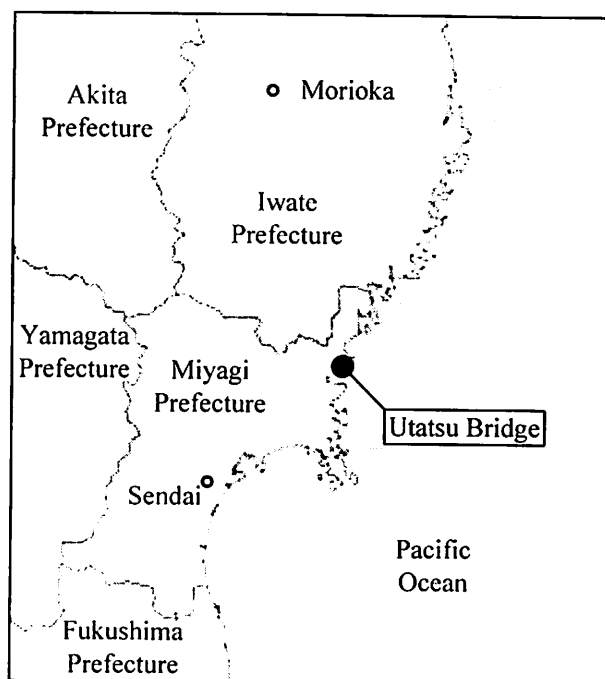 Akita
Prefecture
Morioka
Iwate
Prefecture
Yamagata
Prefecture
Miyagi
Prefecture
Utatsu Bridge
Sendai
Pacific
Ocean
Fukushima
Prefecture